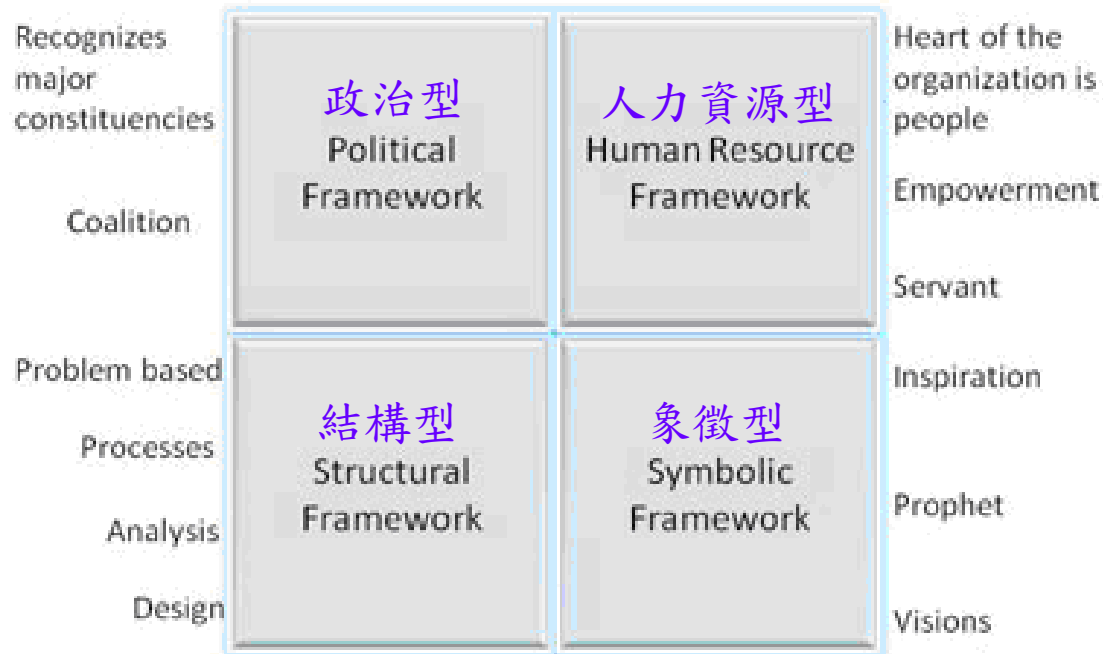 Recognizes
major
constituencies
Coalition
政治型
Political
Framework
人力資源型
Human Resource
Framework
Heart of the
organization is
people
Empowerment
Servant
Problem based
Processes
Analysis
Design
結構型
Structural
Framework
象徵型
Symbolic
Framework
Inspiration
Prophet
Visions